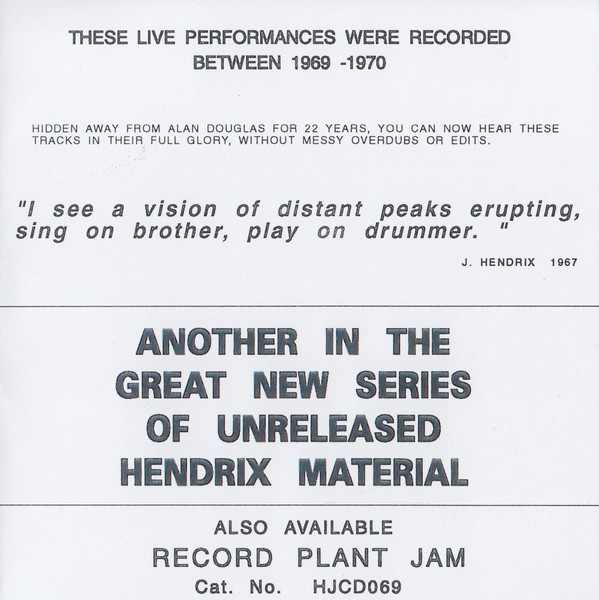 THESE LIVE PERFORMANCES WERE RECORDED
BETWEEN 1969 -1970
HIDDEN AWAY FROM ALAN DOUGLAS FOR 22 YEARS, YOU CAN NOW HEAR THESE
TRACKS IN THEIR FULL GLORY, WITHOUT MESSY OVERDUBS OR EDITS.
"I see a vision of distant peaks erupting,
sing on brother, play on drummer. "
J. HENDRIX 1967
ANOTHER IN THE
GREAT NEW SERIES
OF UNRELEASED
HENDRIX MATERIAL
ALSO AVAILABLE
RECORD PLANT JAM
Cat. No. HJCD069